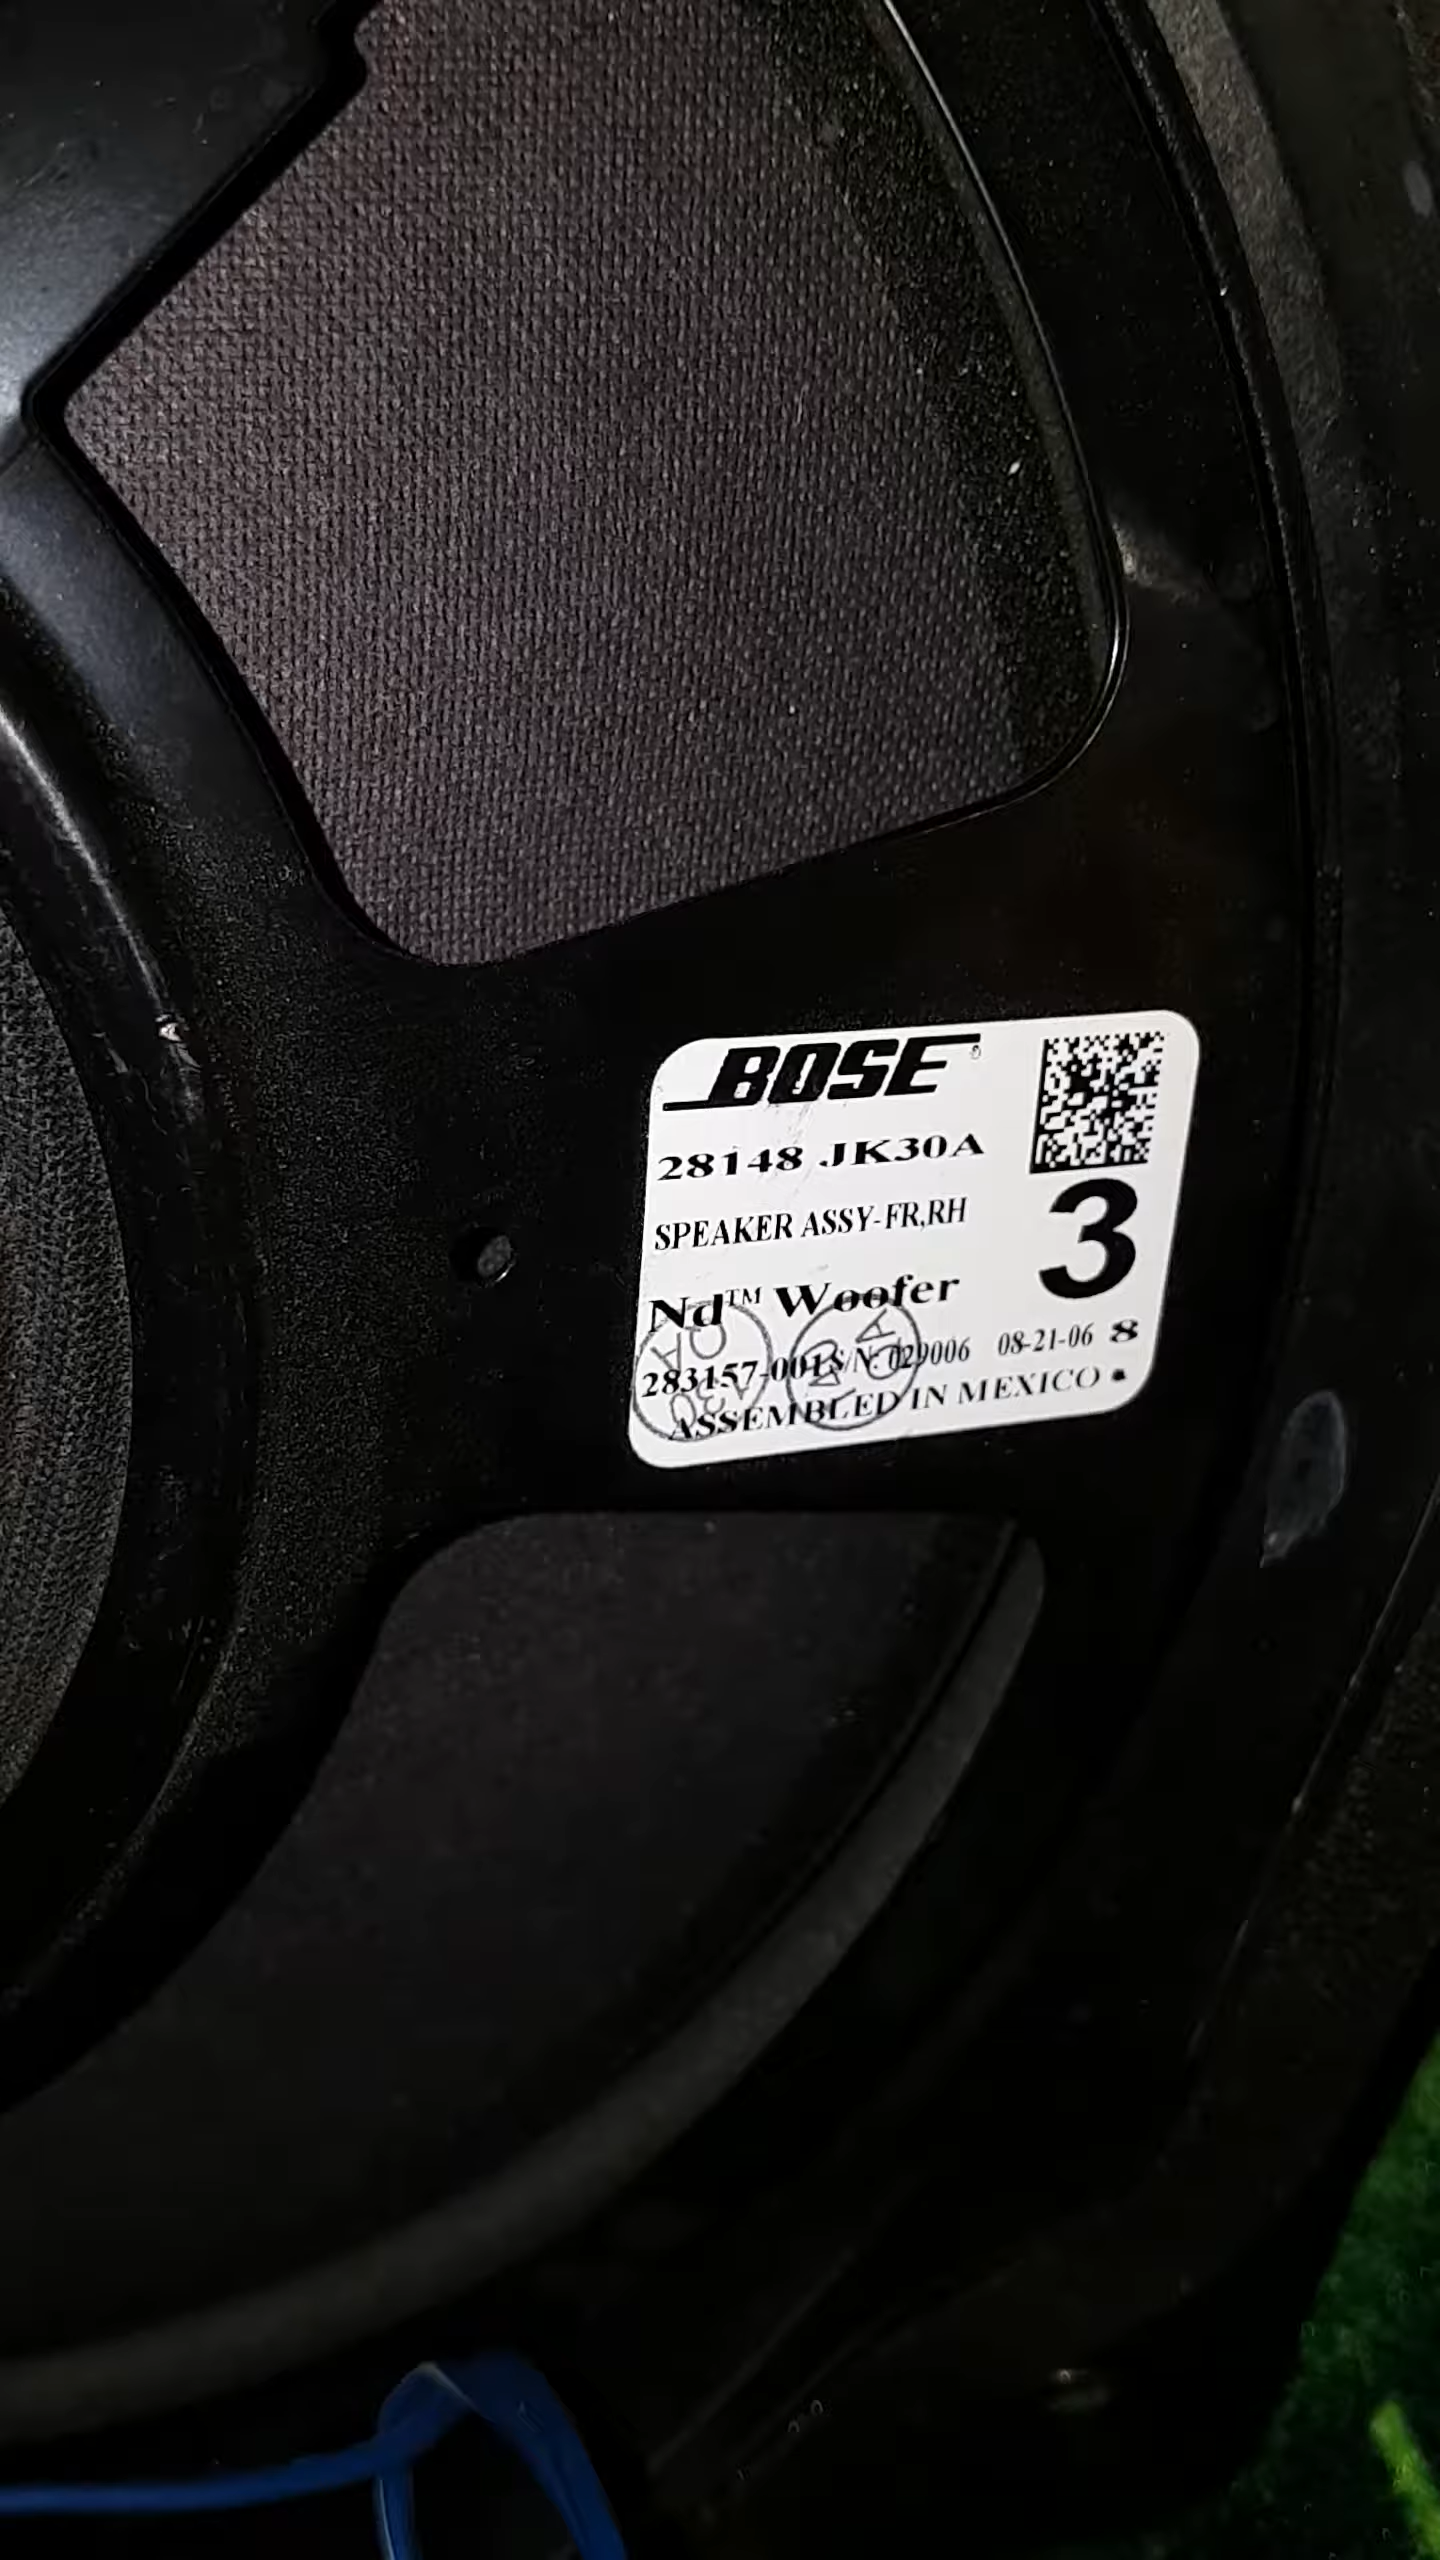 BOSE®
28148 JK30A
3
SPEAKER ASSY-FR,RH
Nd™ Woofer
283157-001 S/N: 029006 08-21-06 8
ASSEMBLED IN MEXICO